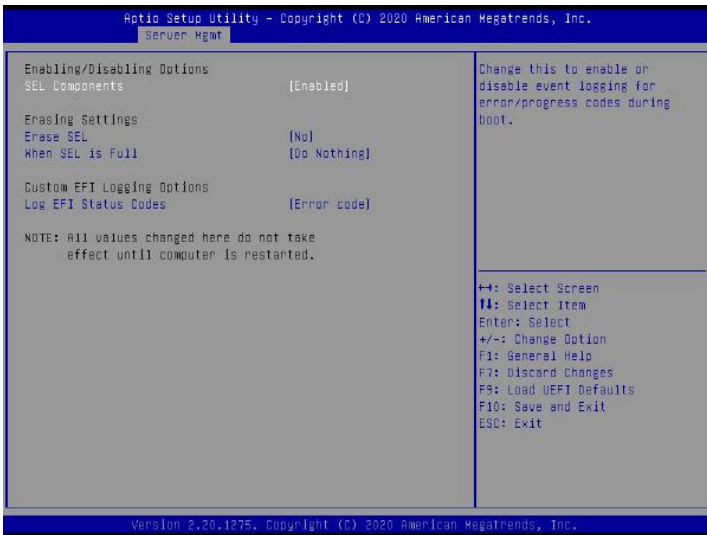 Aptio Setup Utility – Copyright (C) 2020 American Megatrends, Inc.
Server Mgmt
Enabling/Disabling Options
SEL Components [Enabled]
Erasing Settings
Erase SEL [No]
When SEL is Full [Do Nothing]
Custom EFI Logging Options
Log EFI Status Codes [Error code]
NOTE: All values changed here do not take
effect until computer is restarted.
Change this to enable or
disable event logging for
error/progress codes during
boot.
↔: Select Screen
↑↓: Select Item
Enter: Select
+/-: Change Option
F1: General Help
F7: Discard Changes
F9: Load UEFI Defaults
F10: Save and Exit
ESC: Exit
Version 2.20.1275. Copyright (C) 2020 American Megatrends, Inc.